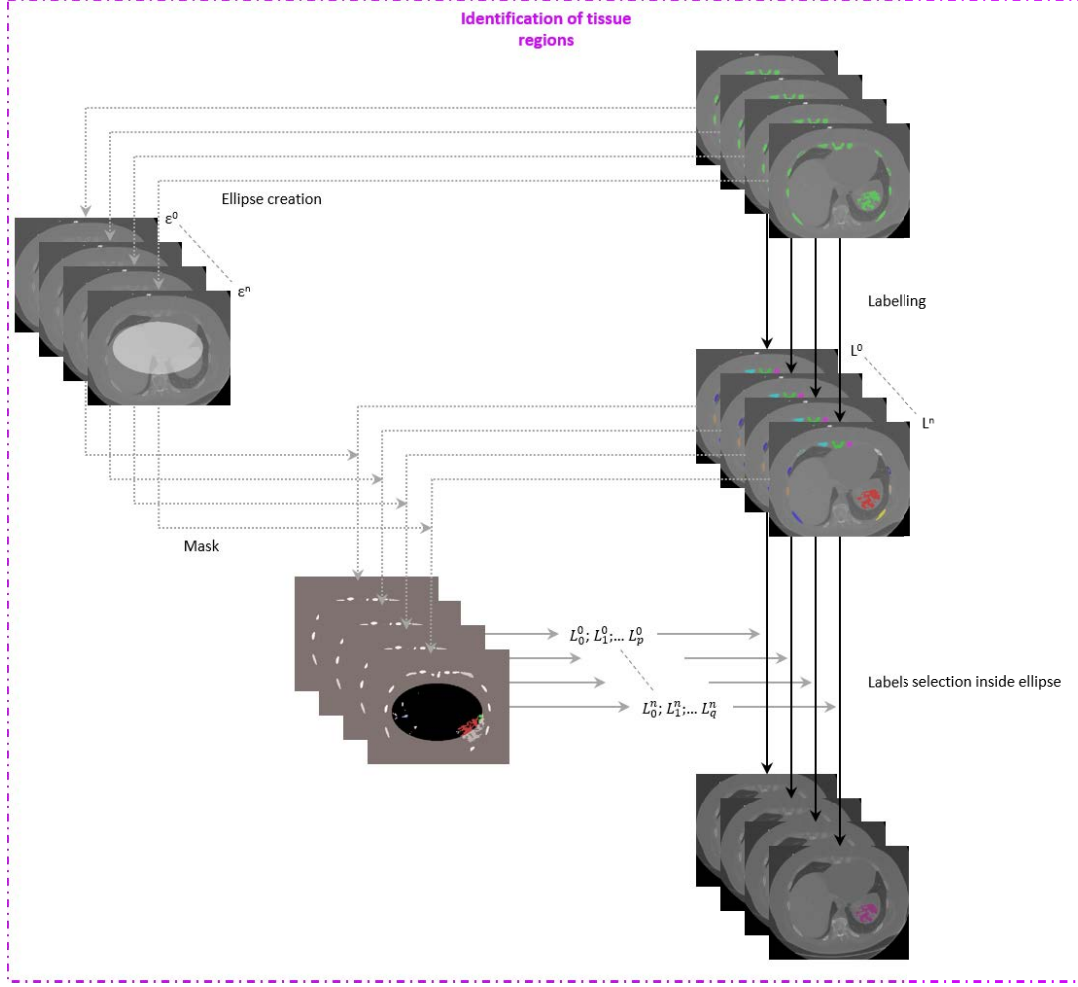 Identification of tissue
regions
Ellipse creation
ε⁰
εⁿ
Labelling
L⁰
Lⁿ
Mask
L₀⁰; L₁⁰;... Lₚ⁰
Labels selection inside ellipse
L₀ⁿ; L₁ⁿ;... L_qⁿ